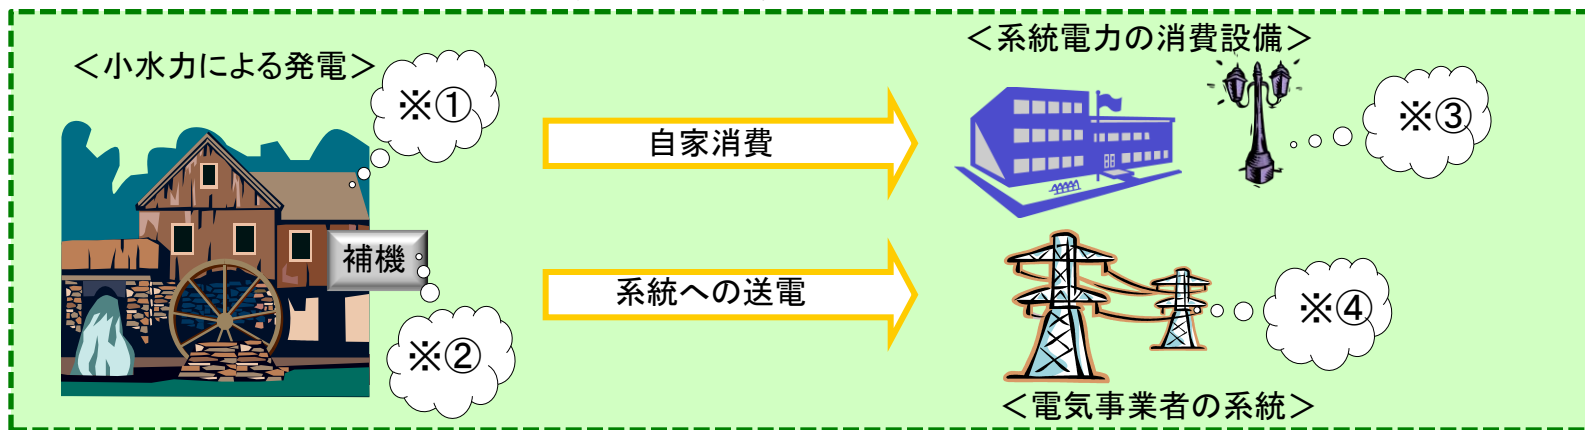 ＜小水力による発電＞
※①
補機
※②
自家消費
系統への送電
＜系統電力の消費設備＞
※③
※④
＜電気事業者の系統＞